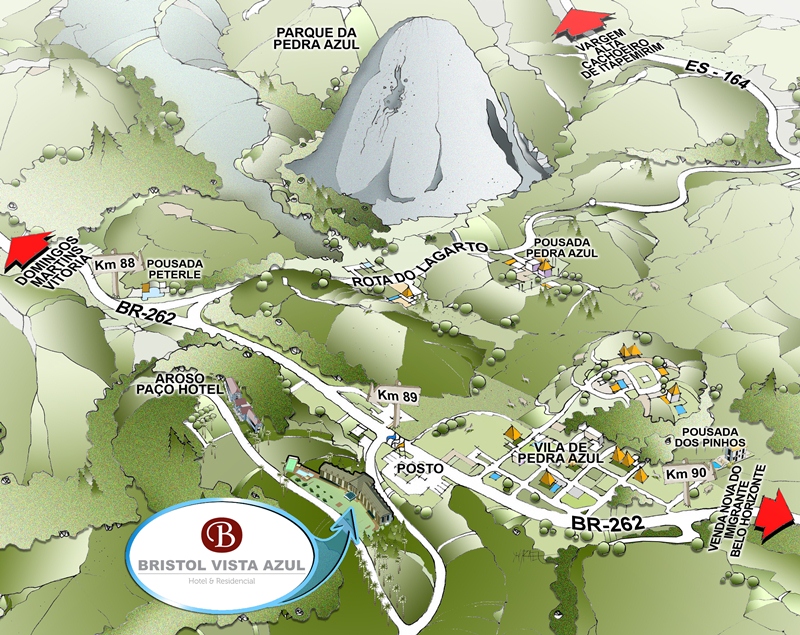 PARQUE DA
PEDRA AZUL
VARGEM
ALTA
CACHOEIRO
DE ITAPEMIRIM
ES - 164
DOMINGOS
MARTINS
VITÓRIA
Km 88
POUSADA
PETERLE
BR-262
ROTA DO LAGARTO
POUSADA
PEDRA AZUL
AROSO
PAÇO HOTEL
Km 89
POSTO
VILA DE
PEDRA AZUL
POUSADA
DOS PINHOS
Km 90
BR-262
VENDA NOVA DO
IMIGRANTE
BELO HORIZONTE
B
BRISTOL VISTA AZUL
Hotel & Residencial